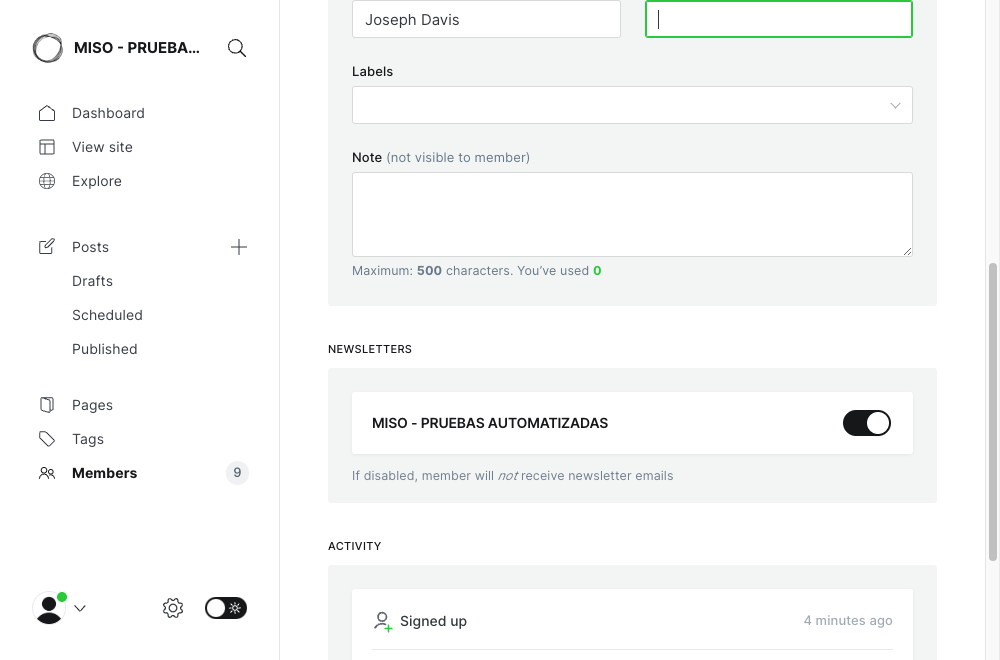 MISO - PRUEBA...
Dashboard
View site
Explore
Posts
Drafts
Scheduled
Published
Pages
Tags
Members 9
Joseph Davis
Labels
Note (not visible to member)
Maximum: 500 characters. You've used 0
NEWSLETTERS
MISO - PRUEBAS AUTOMATIZADAS
If disabled, member will not receive newsletter emails
ACTIVITY
Signed up 4 minutes ago